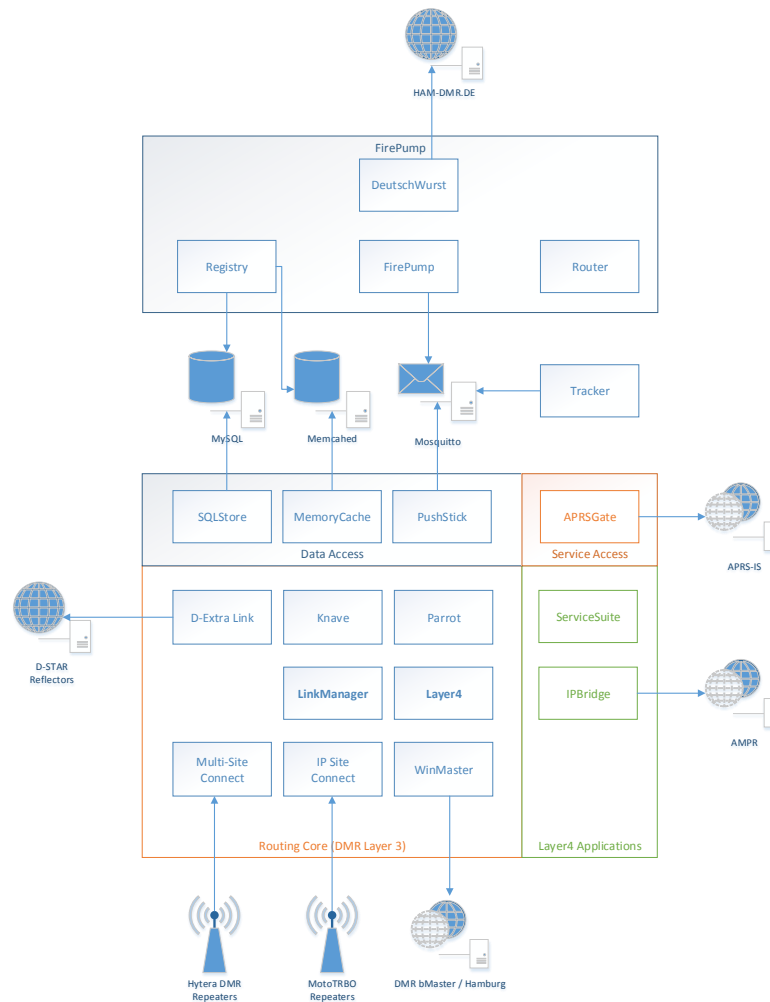 HAM-DMR.DE
FirePump
DeutschWurst
Registry
FirePump
Router
Tracker
MySQL
Memcahed
Mosquitto
SQLStore
MemoryCache
PushStick
APRSGate
Data Access
Service Access
APRS-IS
D-Extra Link
Knave
Parrot
ServiceSuite
D-STAR
Reflectors
LinkManager
Layer4
IPBridge
AMPR
Multi-Site
Connect
IP Site
Connect
WinMaster
Routing Core (DMR Layer 3)
Layer4 Applications
Hytera DMR
Repeaters
MotoTRBO
Repeaters
DMR bMaster / Hamburg